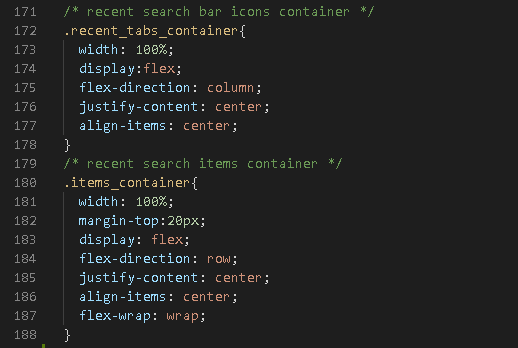 171 /* recent search bar icons container */
172 .recent_tabs_container{
173 width: 100%;
174 display:flex;
175 flex-direction: column;
176 justify-content: center;
177 align-items: center;
178 }
179 /* recent search items container */
180 .items_container{
181 width: 100%;
182 margin-top:20px;
183 display: flex;
184 flex-direction: row;
185 justify-content: center;
186 align-items: center;
187 flex-wrap: wrap;
188 }